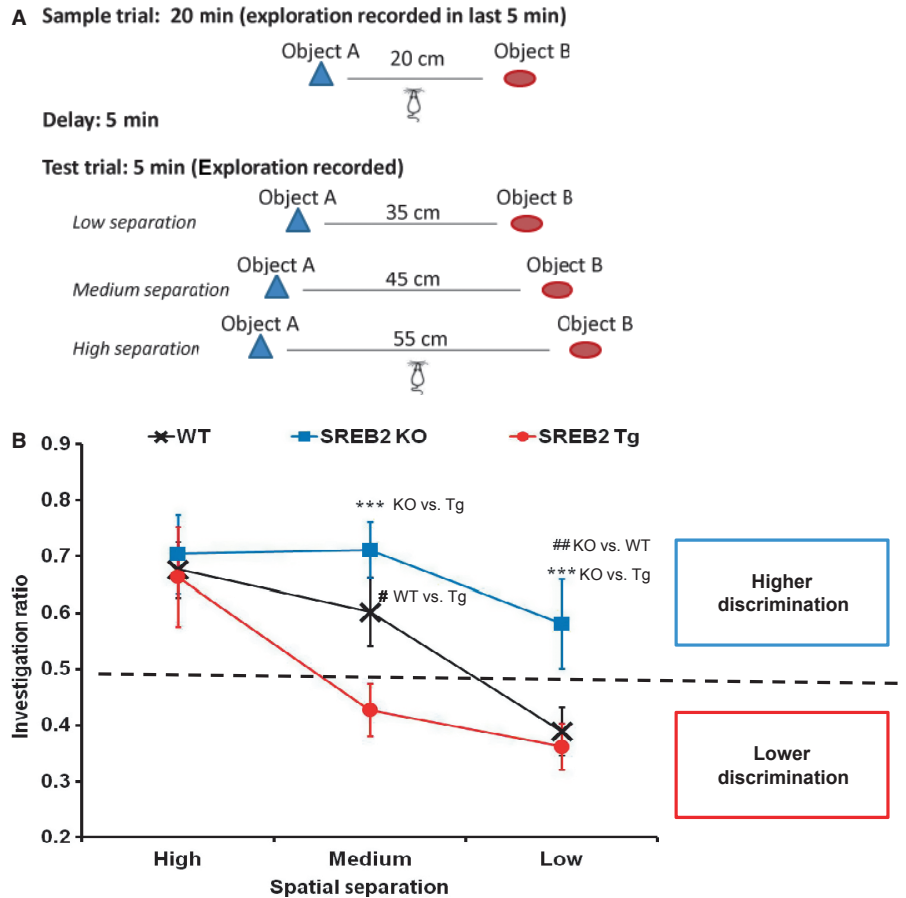 A Sample trial: 20 min (exploration recorded in last 5 min)
Object A 20 cm Object B
Delay: 5 min
Test trial: 5 min (Exploration recorded)
Object A Object B
Low separation 35 cm
Object A Object B
Medium separation 45 cm
Object A Object B
High separation 55 cm
B WT SREB2 KO SREB2 Tg
0.9
0.8
*** KO vs. Tg
0.7
## KO vs. WT
*** KO vs. Tg
Higher
discrimination
0.6
# WT vs. Tg
0.5
0.4
Lower
discrimination
0.3
0.2
Investigation ratio
High Medium Low
Spatial separation